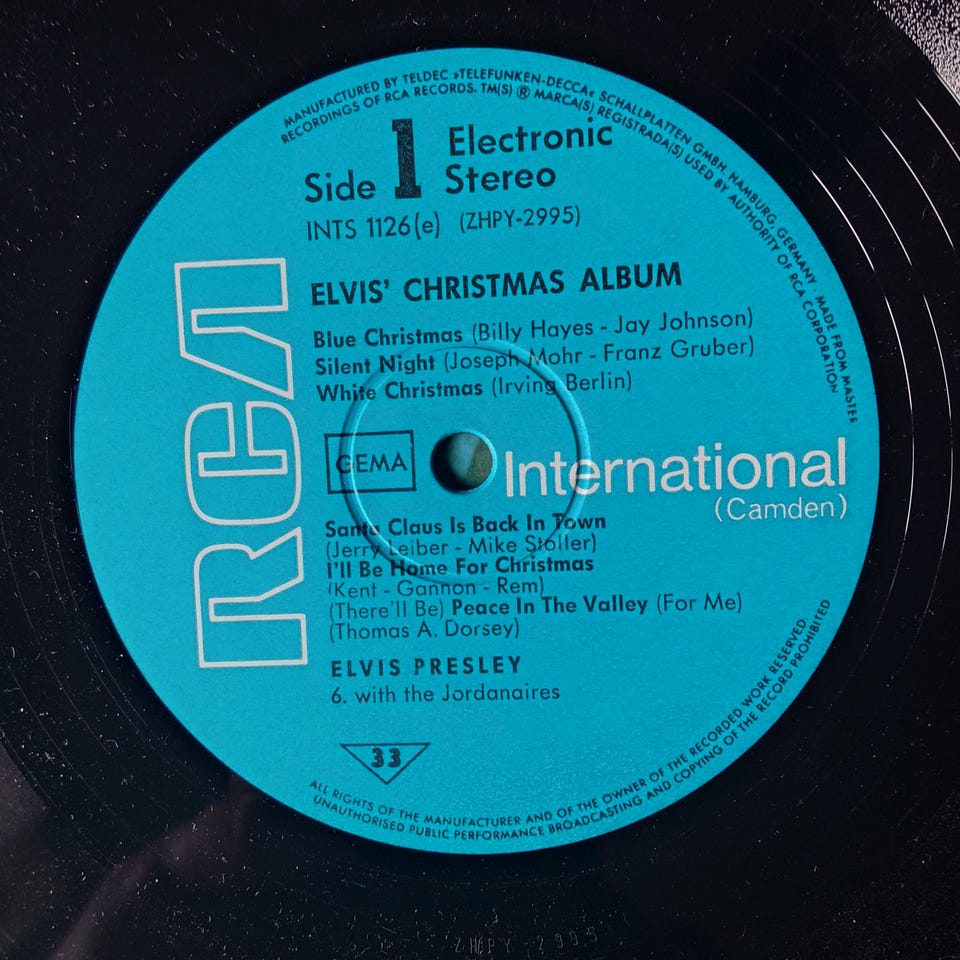 MANUFACTURED BY TELDEC »TELEFUNKEN-DECCA« SCHALLPLATTEN GMBH, HAMBURG, GERMANY · MADE FROM MASTER
RECORDINGS OF RCA RECORDS. TM(S) ® MARCA(S) REGISTRADA(S) USED BY AUTHORITY OF RCA CORPORATION
Side 1 Electronic
Stereo
INTS 1126(e) (ZHPY-2995)
ELVIS' CHRISTMAS ALBUM
Blue Christmas (Billy Hayes - Jay Johnson)
Silent Night (Joseph Mohr - Franz Gruber)
White Christmas (Irving Berlin)
RCA
GEMA
International
(Camden)
Santa Claus Is Back In Town
(Jerry Leiber - Mike Stoller)
I'll Be Home For Christmas
(Kent - Gannon - Rem)
(There'll Be) Peace In The Valley (For Me)
(Thomas A. Dorsey)
ELVIS PRESLEY
6. with the Jordanaires
33
ALL RIGHTS OF THE MANUFACTURER AND OF THE OWNER OF THE RECORDED WORK RESERVED
UNAUTHORISED PUBLIC PERFORMANCE BROADCASTING AND COPYING OF THE RECORD PROHIBITED
ZHPY-2995